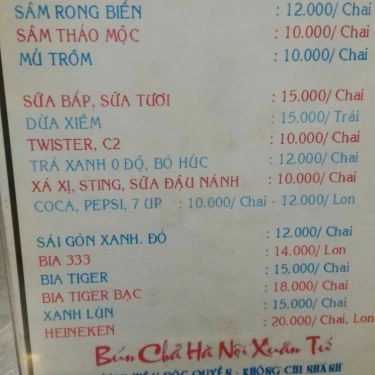 SÂM RONG BIỂN : 12.000/ Chai
SÂM THẢO MỘC : 10.000/ Chai
MỦ TRÔM : 10.000/ Chai
SỮA BẮP, SỮA TƯƠI : 15.000/ Chai
DỪA XIÊM : 15.000/ Trái
TWISTER, C2 : 10.000/ Chai
TRÀ XANH 0 ĐỘ, BÒ HÚC : 12.000/ Chai
XÁ XỊ, STING, SỮA ĐẬU NÀNH : 10.000/ Chai
COCA, PEPSI, 7 UP : 10.000/ Chai - 12.000/ Lon
SÀI GÒN XANH, ĐỎ : 12.000/ Chai
BIA 333 : 14.000/ Lon
BIA TIGER : 15.000/ Chai
BIA TIGER BẠC : 18.000/ Chai
XANH LÙN : 15.000/ Chai
HEINEKEN : 20.000/ Chai, Lon
Bún Chả Hà Nội Xuân Tú
ĐỘC QUYỀN - KHÔNG CHI NHÁNH